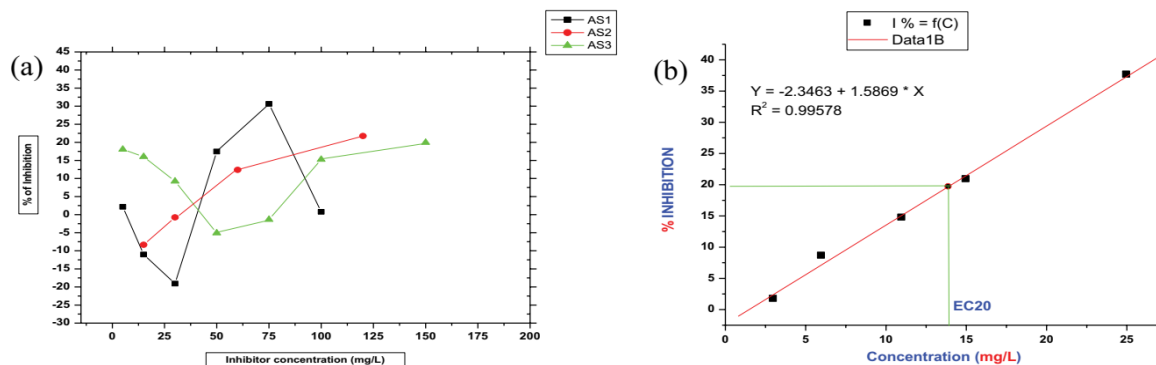 AS1
AS2
AS3
(a)
45
40
35
30
25
20
15
10
5
0
-5
-10
-15
-20
-25
-30
% of Inhibition
0 25 50 75 100 125 150 175 200
Inhibitor concentration (mg/L)
I % = f(C)
Data1B
(b)
Y = -2.3463 + 1.5869 * X
R² = 0.99578
40
35
30
25
20
15
10
5
0
% INHIBITION
EC20
0 5 10 15 20 25
Concentration (mg/L)